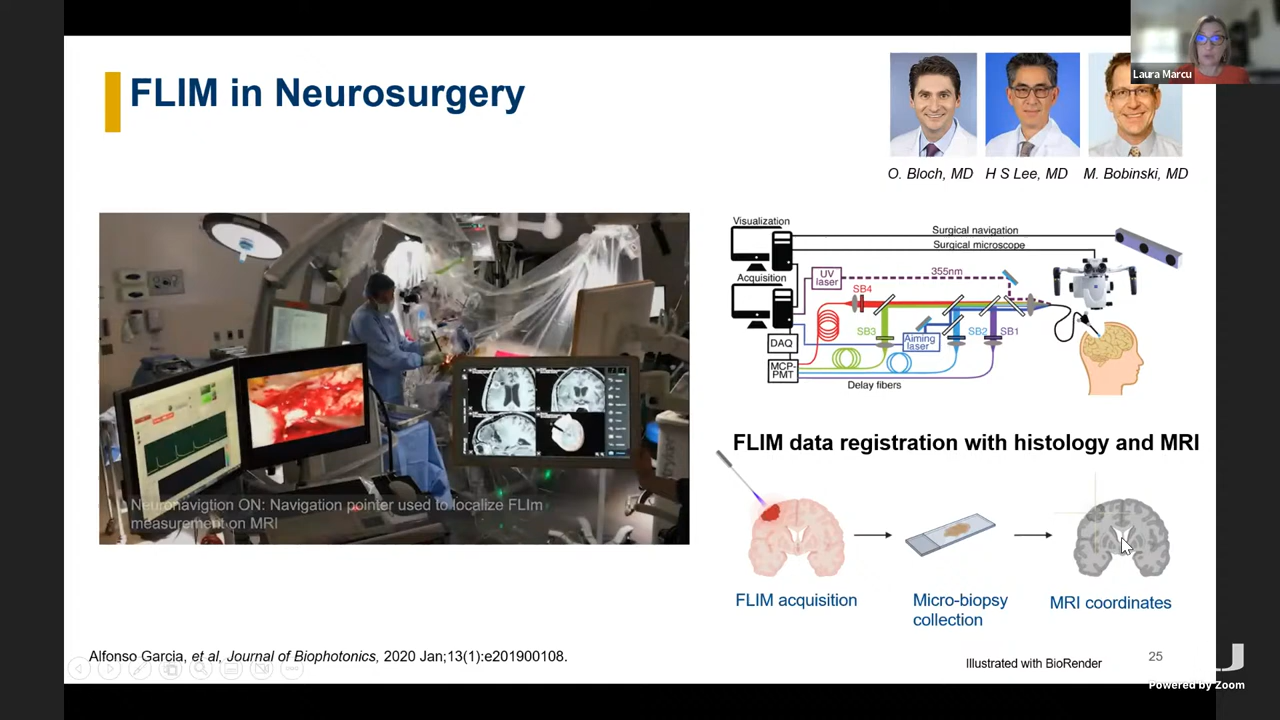 Laura Marcu
FLIM in Neurosurgery
O. Bloch, MD
H S Lee, MD
M. Bobinski, MD
Neuronavigtion ON: Navigation pointer used to localize FLIm
measurement on MRI
Visualization
Surgical navigation
Surgical microscope
Acquisition
UV
laser
355nm
SB4
SB3
Aiming
laser
SB2
SB1
DAQ
MCP-
PMT
Delay fibers
FLIM data registration with histology and MRI
FLIM acquisition
Micro-biopsy
collection
MRI coordinates
Alfonso Garcia, et al, Journal of Biophotonics, 2020 Jan;13(1):e201900108.
Illustrated with BioRender
25
Powered by Zoom